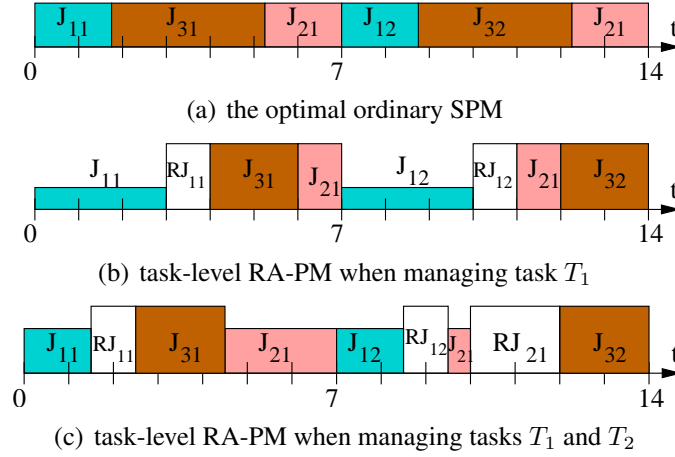 J11 J31 J21 J12 J32 J21 t
0 7 14
(a) the optimal ordinary SPM
J11 RJ11 J31 J21 J12 RJ12 J21 J32 t
0 7 14
(b) task-level RA-PM when managing task T1
J11 RJ11 J31 J21 J12 RJ12 J21 RJ21 J32 t
0 7 14
(c) task-level RA-PM when managing tasks T1 and T2